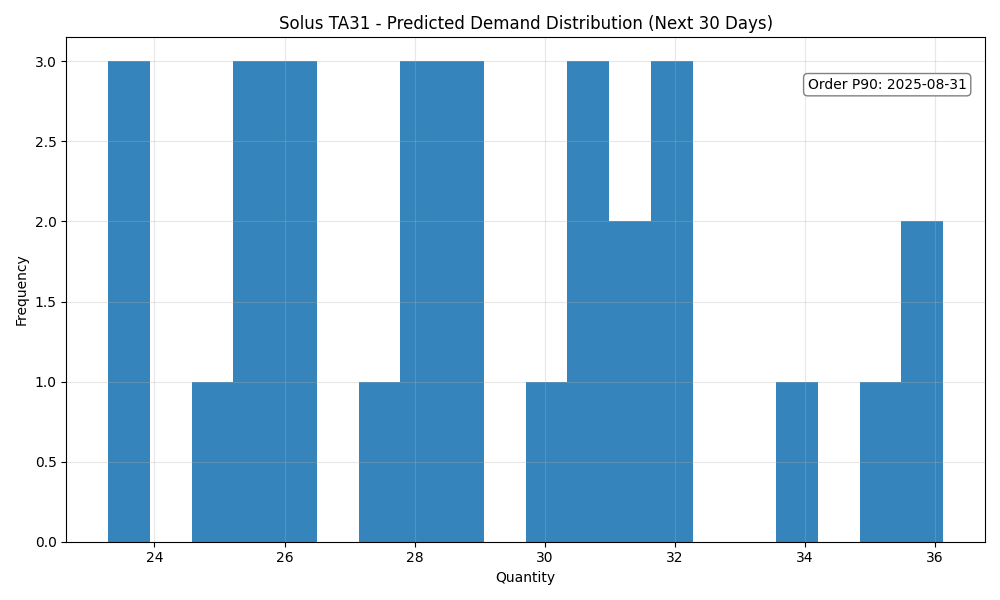 Solus TA31 - Predicted Demand Distribution (Next 30 Days)
Order P90: 2025-08-31
Frequency
3.0
2.5
2.0
1.5
1.0
0.5
0.0
24 26 28 30 32 34 36
Quantity